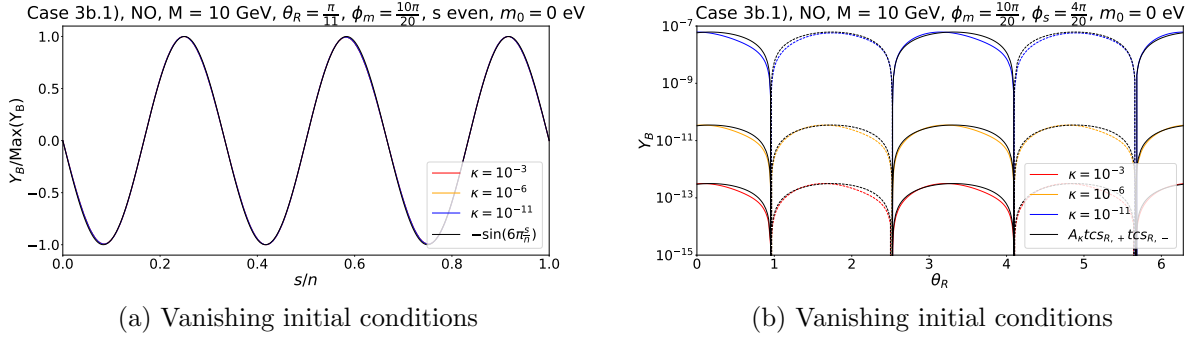 Case 3b.1), NO, M = 10 GeV, θ_R = π/11, ϕ_m = 10π/20, s even, m_0 = 0 eV
Y_B/Max(Y_B)
1.0
0.5
0.0
−0.5
−1.0
κ = 10^{-3}
κ = 10^{-6}
κ = 10^{-11}
−sin(6π s/n)
0.0 0.2 0.4 0.6 0.8 1.0
s/n
(a) Vanishing initial conditions
Case 3b.1), NO, M = 10 GeV, ϕ_m = 10π/20, ϕ_s = 4π/20, m_0 = 0 eV
Y_B
10^{-7}
10^{-9}
10^{-11}
10^{-13}
10^{-15}
κ = 10^{-3}
κ = 10^{-6}
κ = 10^{-11}
A_κ tcs_{R, +} tcs_{R, −}
0 1 2 3 4 5 6
θ_R
(b) Vanishing initial conditions